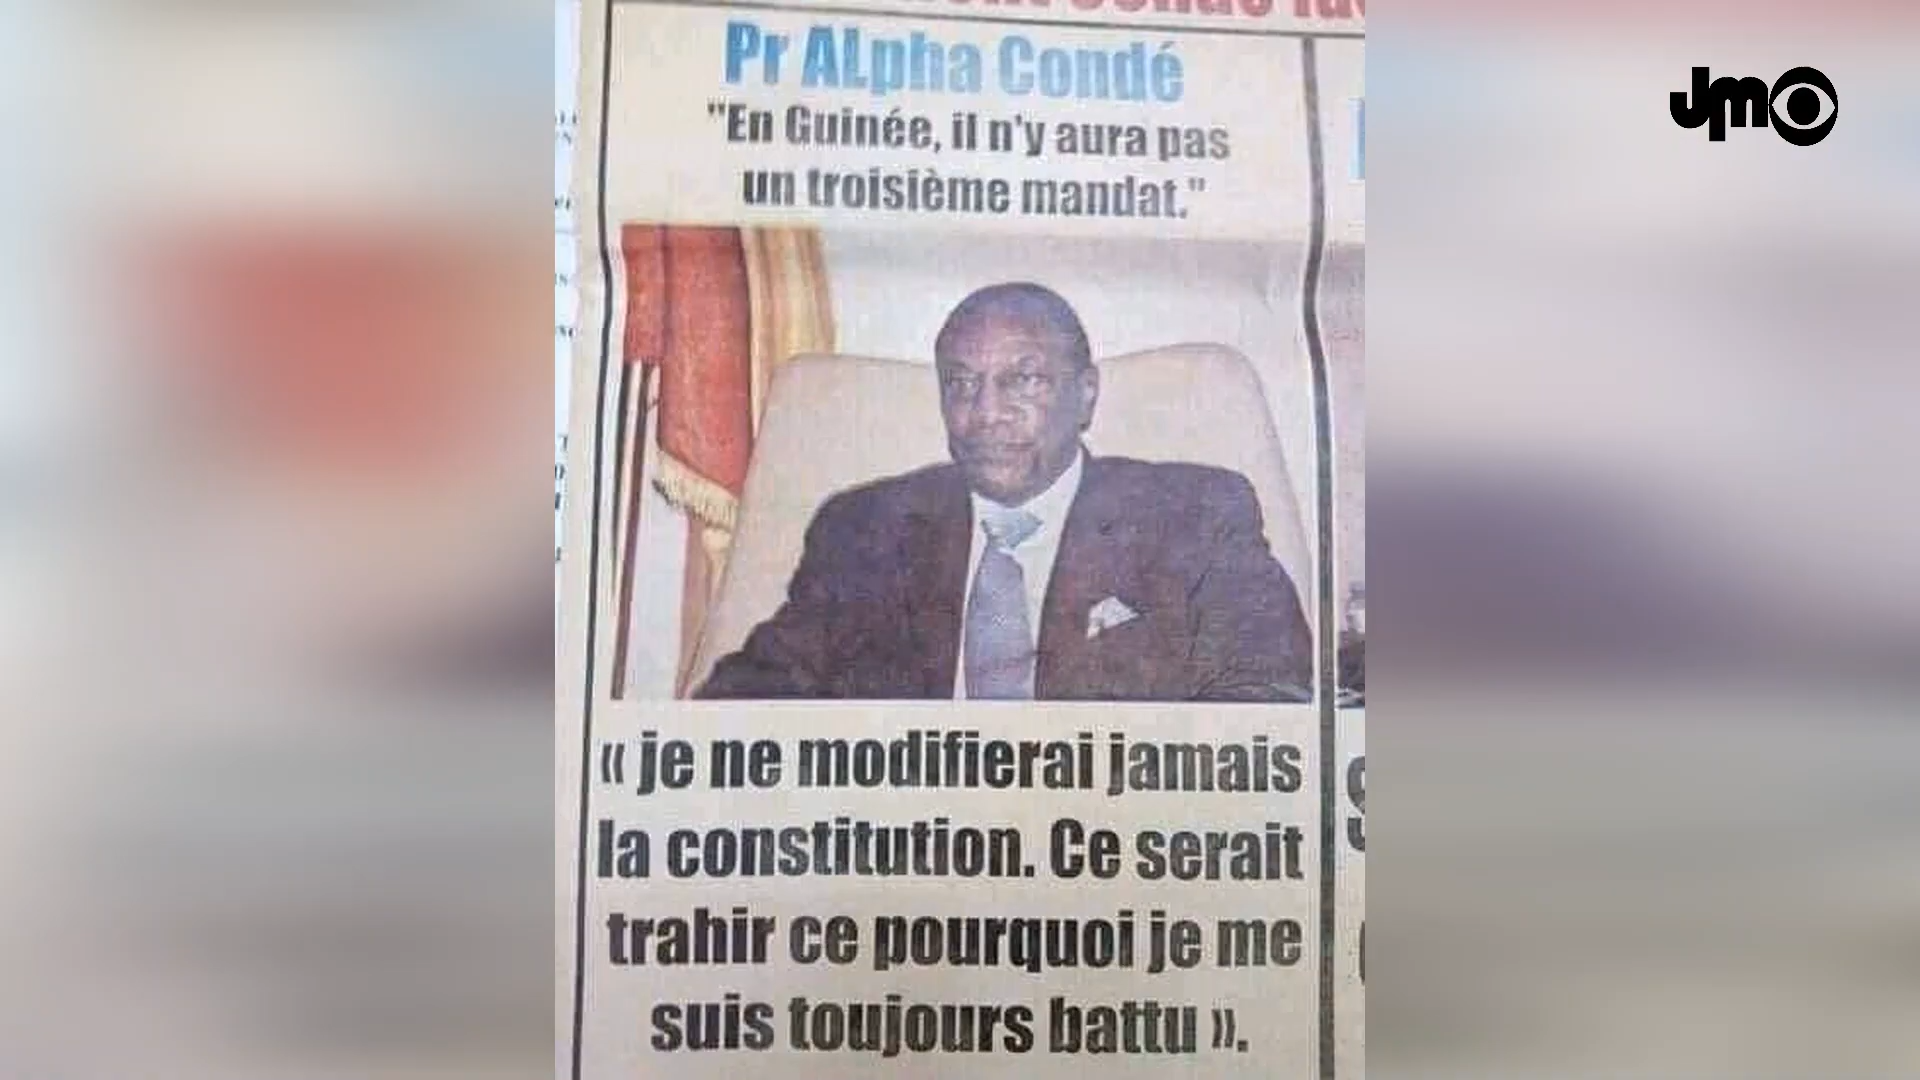 Pr ALpha Condé
"En Guinée, il n'y aura pas
un troisième mandat."
« je ne modifierai jamais
la constitution. Ce serait
trahir ce pourquoi je me
suis toujours battu ».
jmo